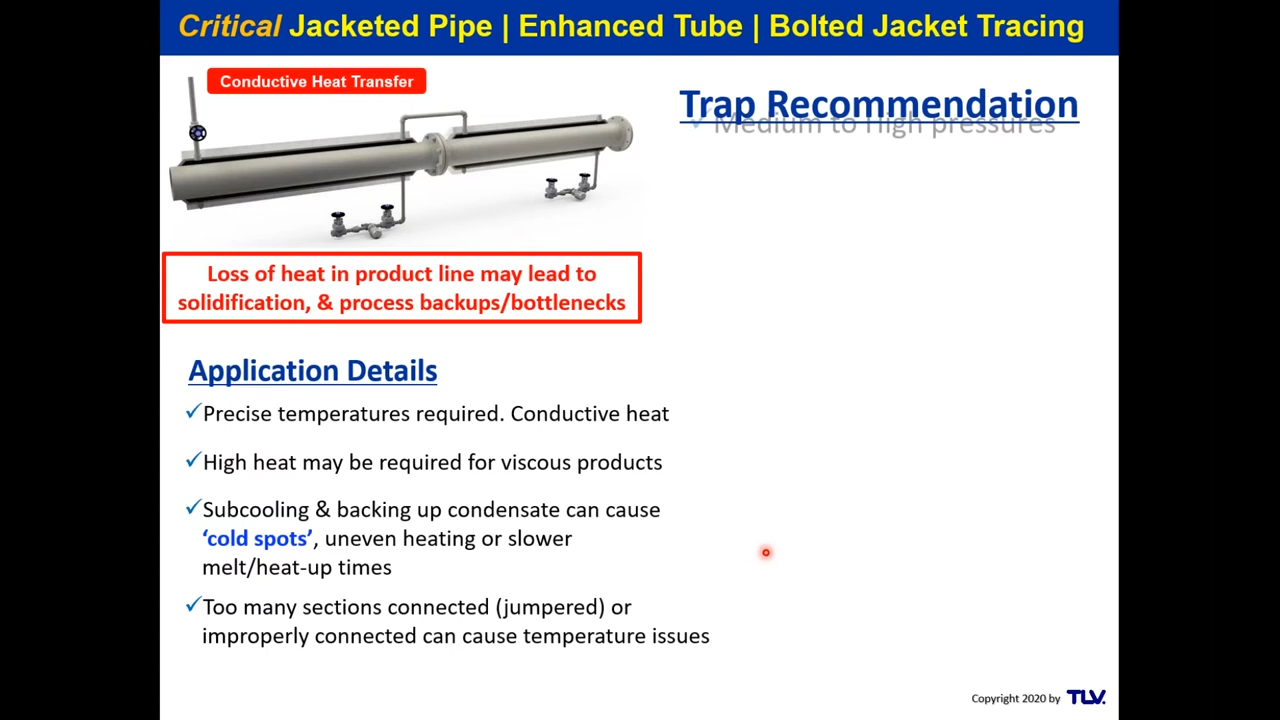 Critical Jacketed Pipe | Enhanced Tube | Bolted Jacket Tracing
Conductive Heat Transfer
Trap Recommendation
✓ Medium to High pressures
Loss of heat in product line may lead to
solidification, & process backups/bottlenecks
Application Details
✓Precise temperatures required. Conductive heat
✓High heat may be required for viscous products
✓Subcooling & backing up condensate can cause
‘cold spots’, uneven heating or slower
melt/heat-up times
✓Too many sections connected (jumpered) or
improperly connected can cause temperature issues
Copyright 2020 by TLV.